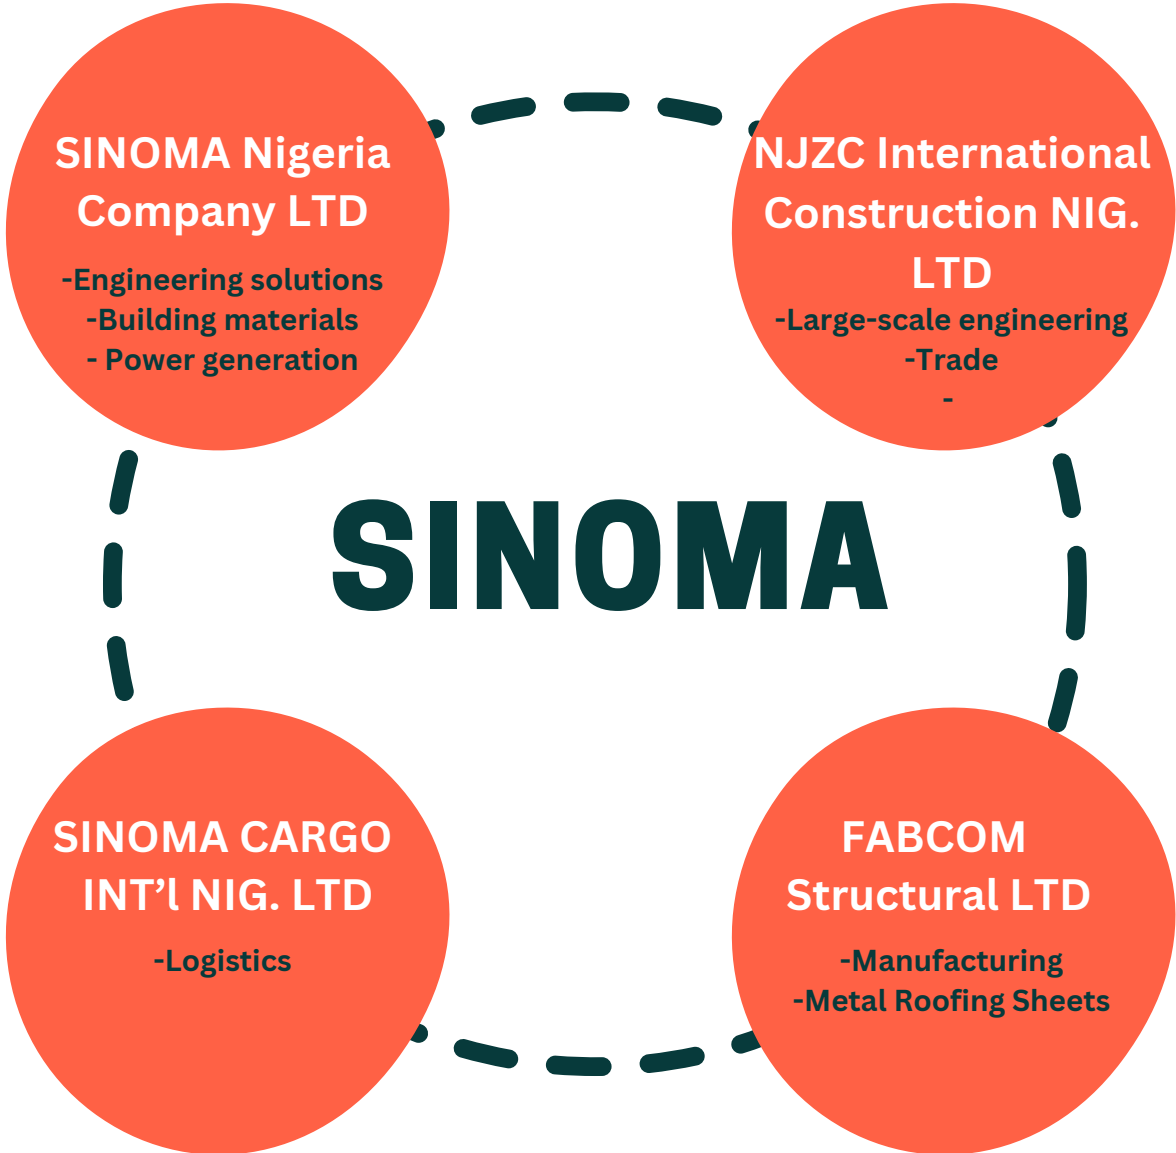 SINOMA Nigeria
Company LTD
-Engineering solutions
-Building materials
- Power generation
NJZC International
Construction NIG.
LTD
-Large-scale engineering
-Trade
-
SINOMA
SINOMA CARGO
INT’l NIG. LTD
-Logistics
FABCOM
Structural LTD
-Manufacturing
-Metal Roofing Sheets